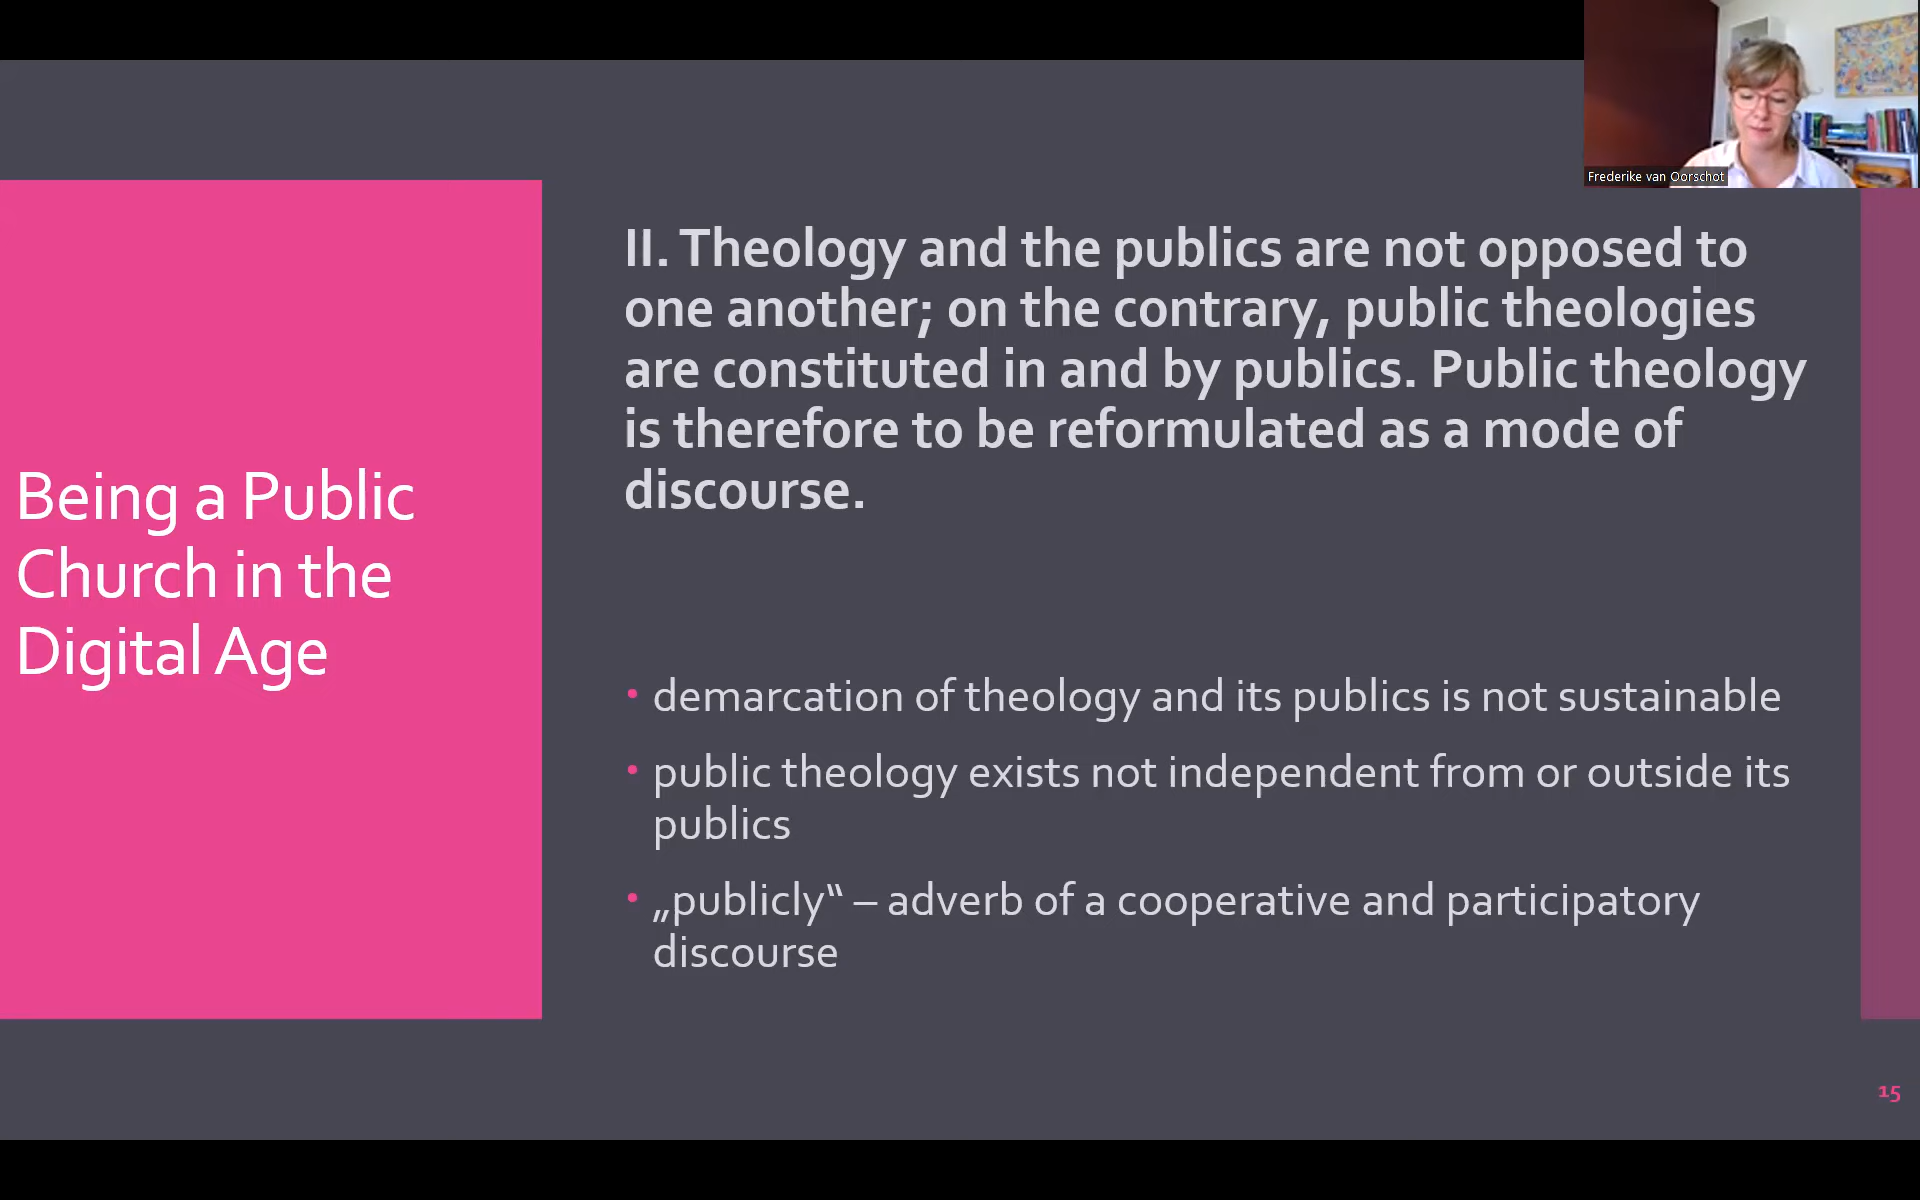 Frederike van Oorschot
Being a Public
Church in the
Digital Age
II. Theology and the publics are not opposed to
one another; on the contrary, public theologies
are constituted in and by publics. Public theology
is therefore to be reformulated as a mode of
discourse.
• demarcation of theology and its publics is not sustainable
• public theology exists not independent from or outside its
publics
• „publicly“ – adverb of a cooperative and participatory
discourse
15